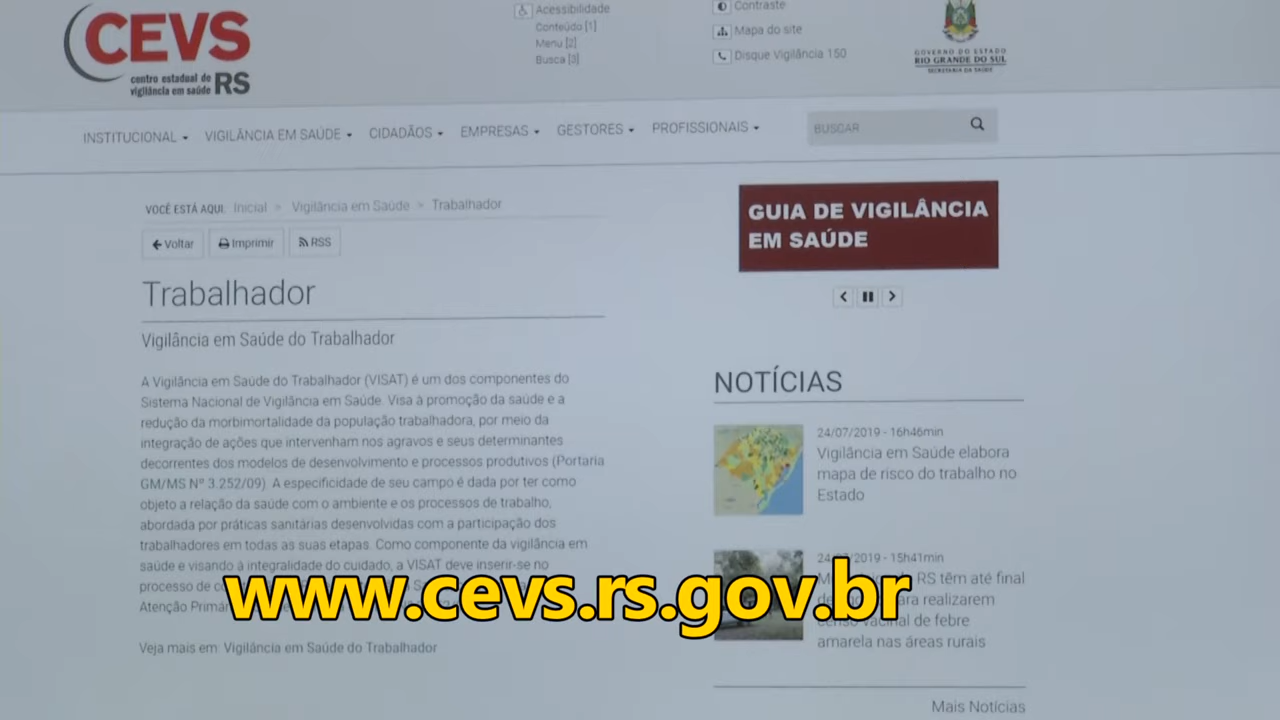 CEVS
centro estadual de
vigilância em saúde RS
Acessibilidade
Conteúdo [1]
Menu [2]
Busca [3]
Contraste
Mapa do site
Disque Vigilância 150
GOVERNO DO ESTADO
RIO GRANDE DO SUL
SECRETARIA DA SAÚDE
INSTITUCIONAL VIGILÂNCIA EM SAÚDE CIDADÃOS EMPRESAS GESTORES PROFISSIONAIS
BUSCAR
VOCÊ ESTÁ AQUI: Inicial > Vigilância em Saúde > Trabalhador
Voltar Imprimir RSS
Trabalhador
Vigilância em Saúde do Trabalhador
A Vigilância em Saúde do Trabalhador (VISAT) é um dos componentes do
Sistema Nacional de Vigilância em Saúde. Visa à promoção da saúde e a
redução da morbimortalidade da população trabalhadora, por meio da
integração de ações que intervenham nos agravos e seus determinantes
decorrentes dos modelos de desenvolvimento e processos produtivos (Portaria
GM/MS Nº 3.252/09). A especificidade de seu campo é dada por ter como
objeto a relação da saúde com o ambiente e os processos de trabalho,
abordada por práticas sanitárias desenvolvidas com a participação dos
trabalhadores em todas as suas etapas. Como componente da vigilância em
saúde e visando à integralidade do cuidado, a VISAT deve inserir-se no
processo de
Atenção
Veja mais em: Vigilância em Saúde do Trabalhador
GUIA DE VIGILÂNCIA
EM SAÚDE
NOTÍCIAS
24/07/2019 - 16h46min
Vigilância em Saúde elabora
mapa de risco do trabalho no
Estado
2019 - 15h41min
RS têm até final
realizarem
de febre
amarela nas áreas rurais
Mais Notícias
www.cevs.rs.gov.br